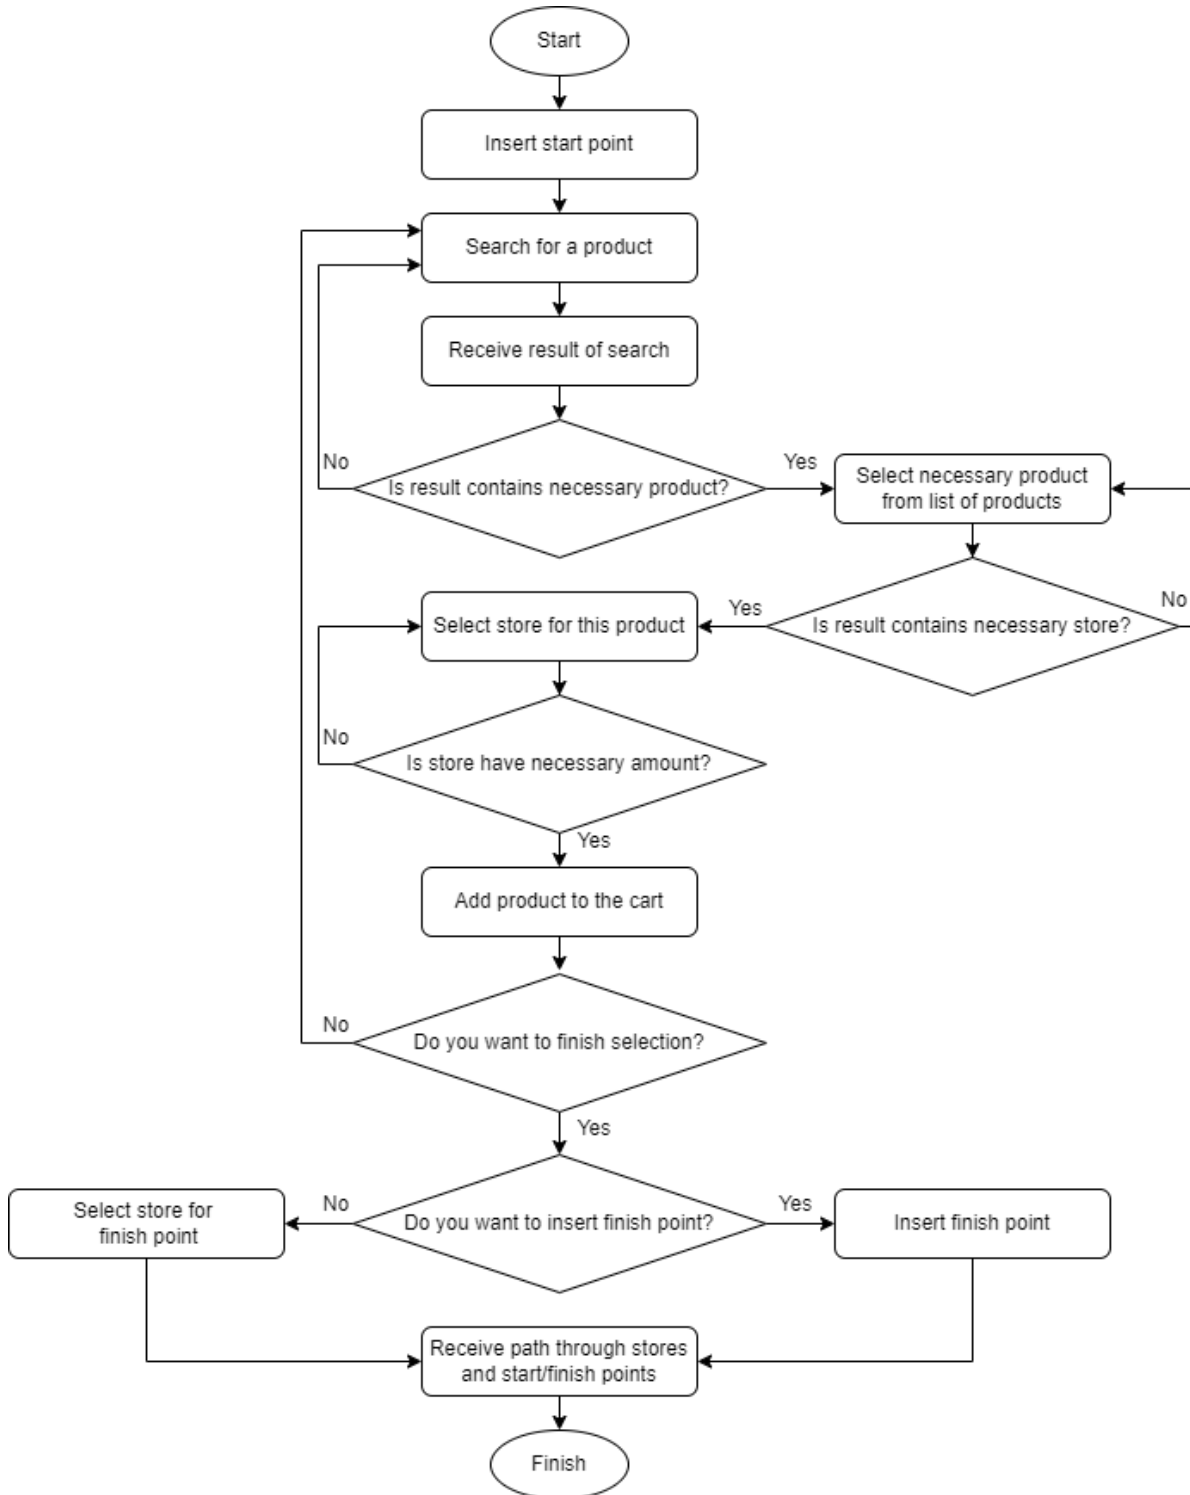 Start
Insert start point
Search for a product
Receive result of search
No
Is result contains necessary product?
Yes
Select necessary product
from list of products
Select store for this product
Yes
Is result contains necessary store?
No
No
Is store have necessary amount?
Yes
Add product to the cart
No
Do you want to finish selection?
Yes
Select store for
finish point
No
Do you want to insert finish point?
Yes
Insert finish point
Receive path through stores
and start/finish points
Finish